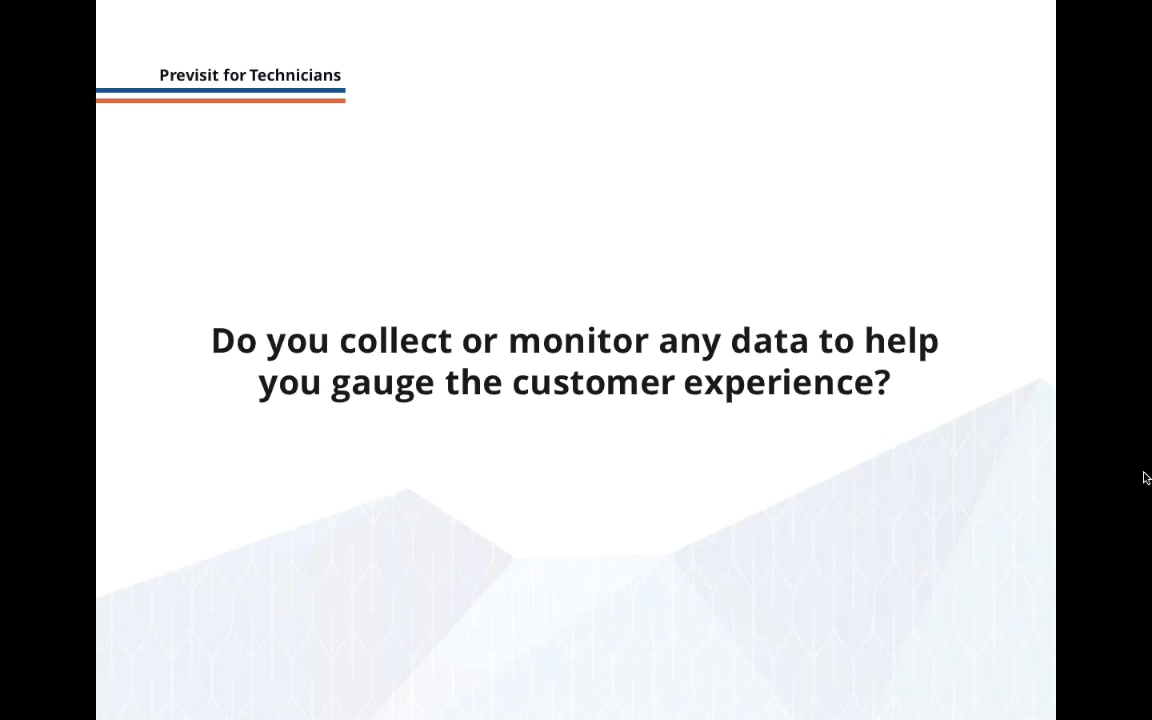 Previsit for Technicians
Do you collect or monitor any data to help
you gauge the customer experience?